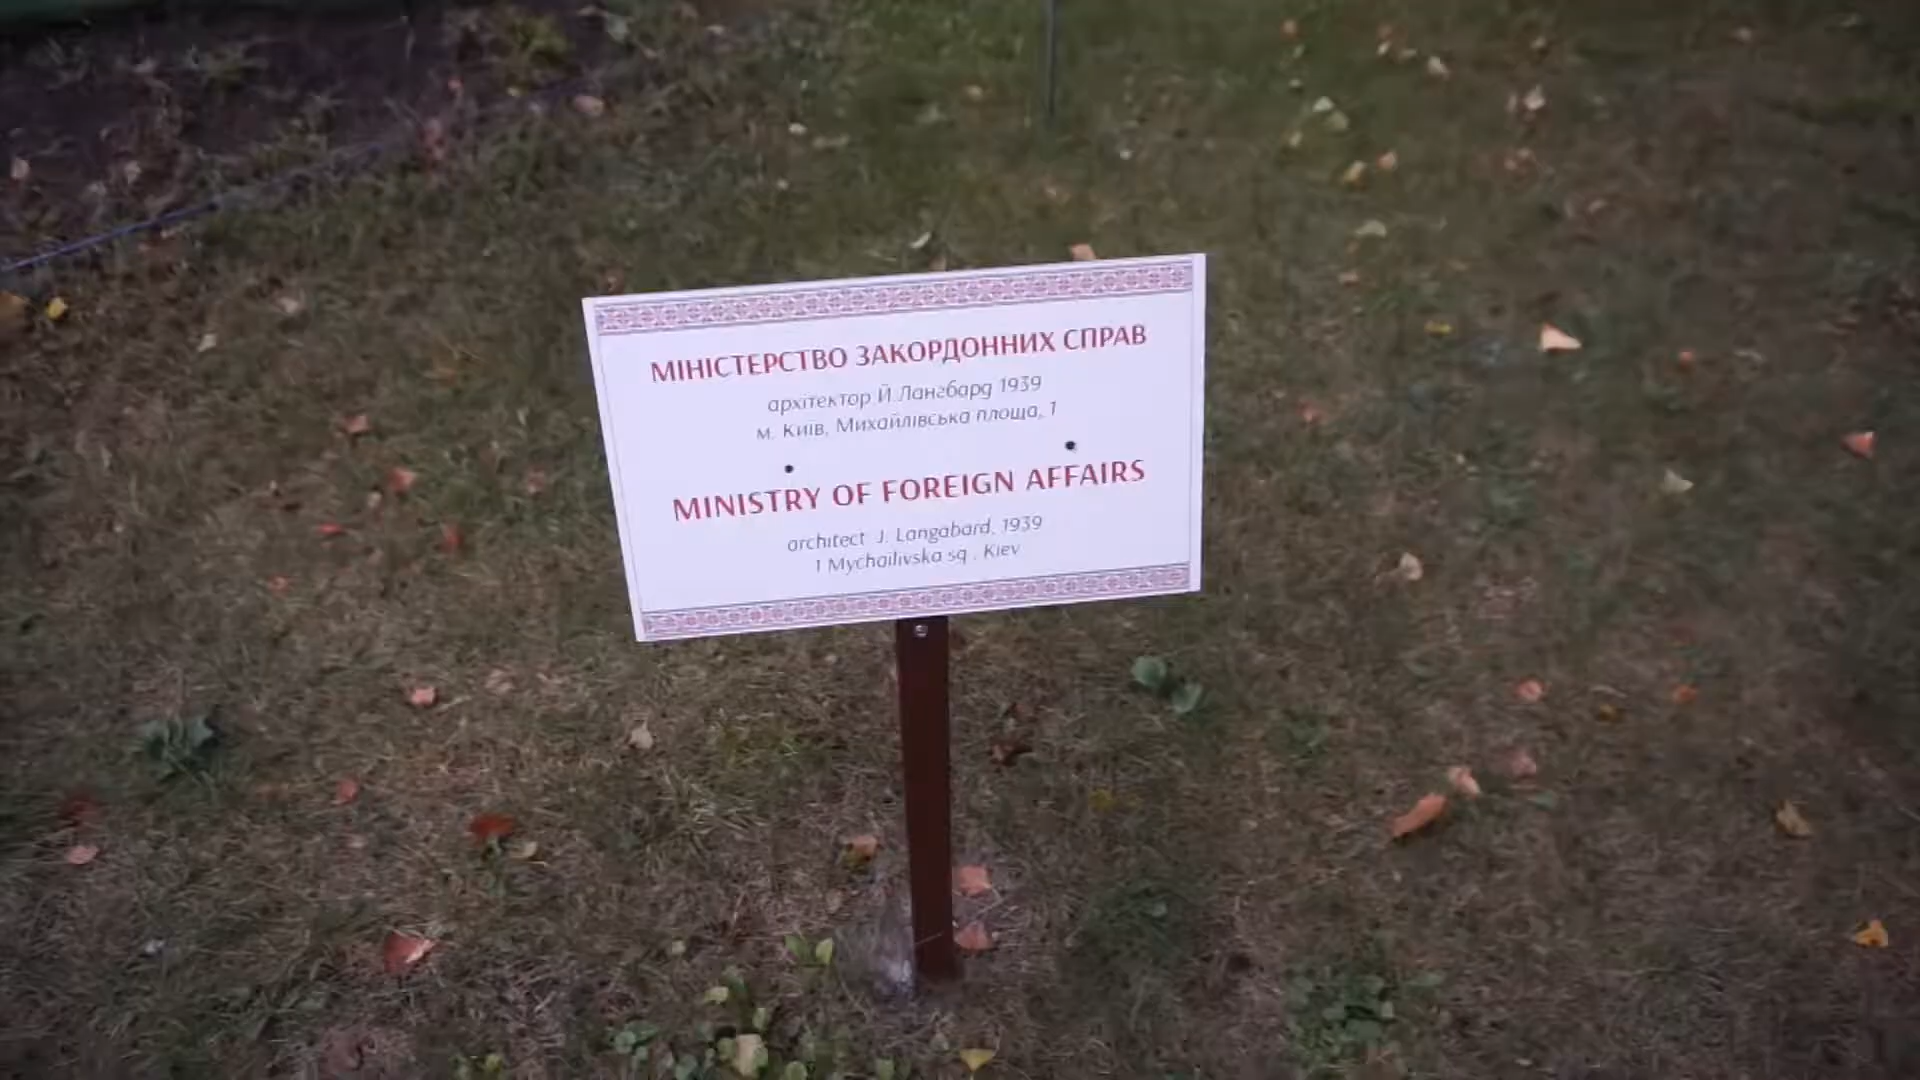 МІНІСТЕРСТВО ЗАКОРДОННИХ СПРАВ
архітектор Й.Лангбард 1939
м. Київ, Михайлівська площа, 1
MINISTRY OF FOREIGN AFFAIRS
architect J. Langabard, 1939
1 Mychailivska sq., Kiev